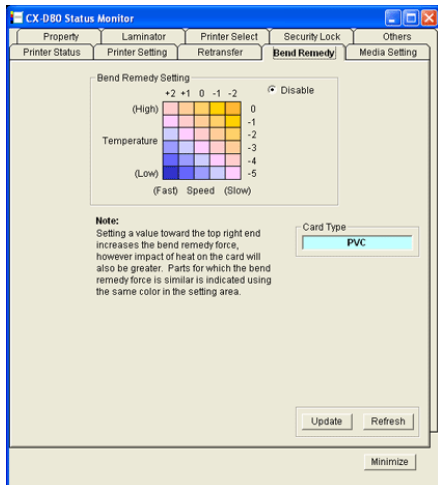 CX-D80 Status Monitor
Property Laminator Printer Select Security Lock Others
Printer Status Printer Setting Retransfer Bend Remedy Media Setting
Bend Remedy Setting
+2 +1 0 -1 -2
Disable
(High) 0
-1
Temperature -2
-3
-4
(Low) -5
(Fast) Speed (Slow)
Note:
Setting a value toward the top right end
increases the bend remedy force,
however impact of heat on the card will
also be greater. Parts for which the bend
remedy force is similar is indicated using
the same color in the setting area.
Card Type
PVC
Update Refresh
Minimize